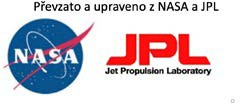 Převzato a upraveno z NASA a JPL
NASA
JPL
Jet Propulsion Laboratory